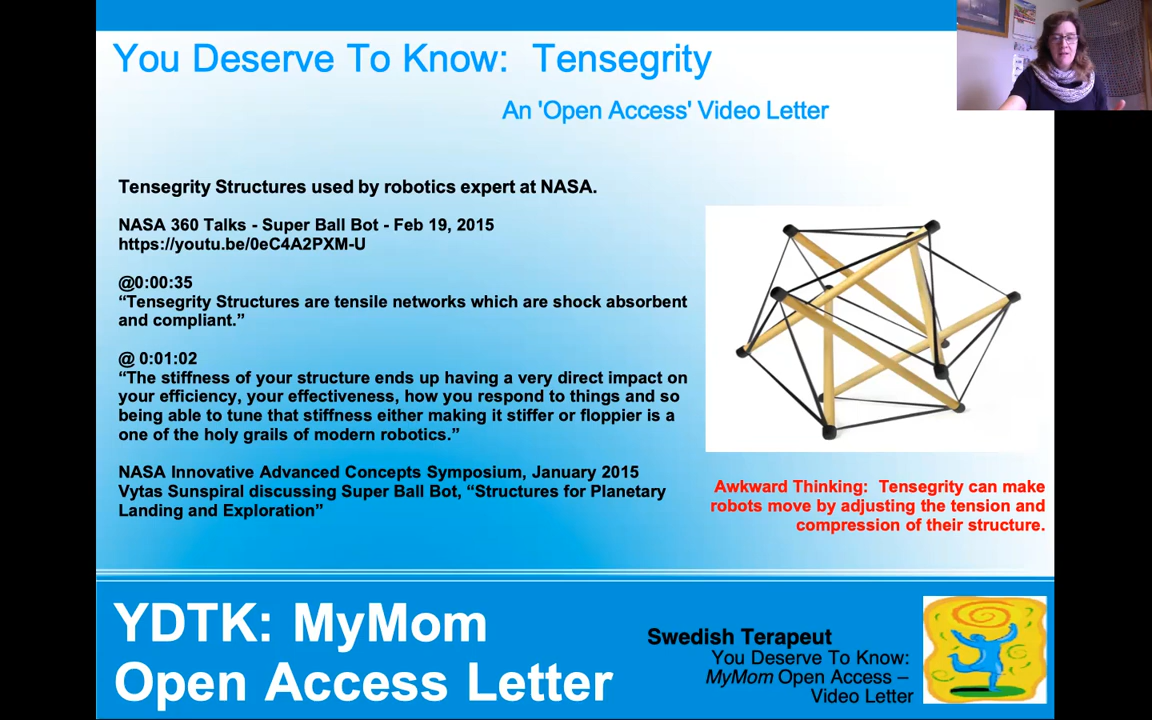 You Deserve To Know:  Tensegrity
An 'Open Access' Video Letter
Tensegrity Structures used by robotics expert at NASA.
NASA 360 Talks - Super Ball Bot - Feb 19, 2015
https://youtu.be/0eC4A2PXM-U
@0:00:35
“Tensegrity Structures are tensile networks which are shock absorbent
and compliant.”
@ 0:01:02
“The stiffness of your structure ends up having a very direct impact on
your efficiency, your effectiveness, how you respond to things and so
being able to tune that stiffness either making it stiffer or floppier is a
one of the holy grails of modern robotics.”
NASA Innovative Advanced Concepts Symposium, January 2015
Vytas Sunspiral discussing Super Ball Bot, “Structures for Planetary
Landing and Exploration”
Awkward Thinking:  Tensegrity can make
robots move by adjusting the tension and
compression of their structure.
YDTK: MyMom
Open Access Letter
Swedish Terapeut
You Deserve To Know:
MyMom Open Access –
Video Letter